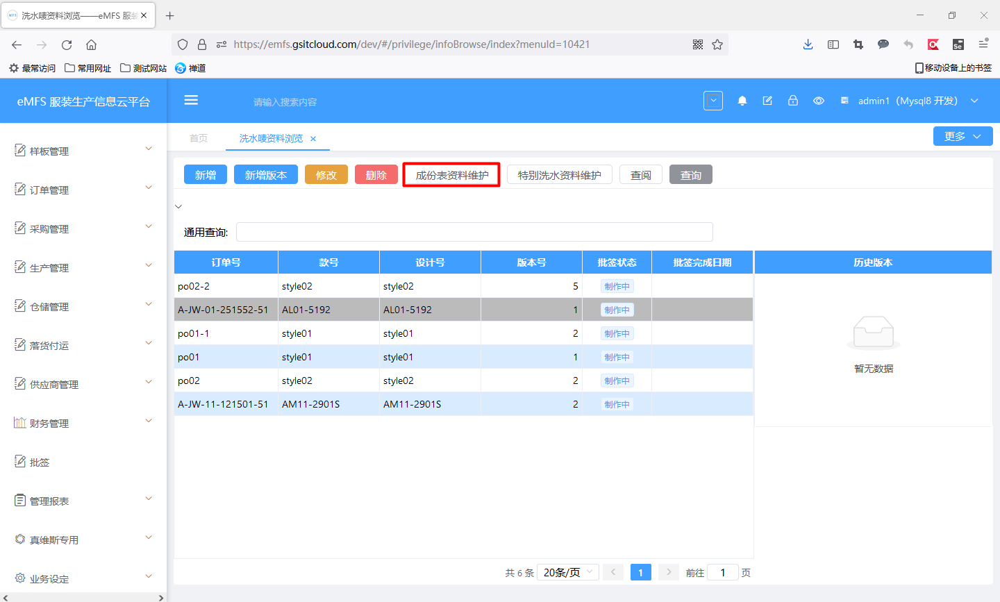 洗水唛资料浏览——eMFS 服
https://emfs.gsitcloud.com/dev/#/privilege/infoBrowse/index?menuId=10421
最常访问 常用网址 测试网站 禅道 移动设备上的书签
eMFS 服装生产信息云平台 请输入搜索内容 admin1（Mysql8 开发）
首页 洗水唛资料浏览 更多
新增 新增版本 修改 删除 成份表资料维护 特别洗水资料维护 查阅 查询
通用查询:
订单号 款号 设计号 版本号 批签状态 批签完成日期 历史版本
po02-2 style02 style02 5 制作中
A-JW-01-251552-51 AL01-5192 AL01-5192 1 制作中
po01-1 style01 style01 2 制作中
po01 style01 style01 1 制作中
po02 style02 style02 2 制作中
A-JW-11-121501-51 AM11-2901S AM11-2901S 2 制作中
暂无数据
共 6 条 20条/页 1 前往 1 页
样板管理
订单管理
采购管理
生产管理
仓储管理
落货付运
供应商管理
财务管理
批签
管理报表
真维斯专用
业务设定